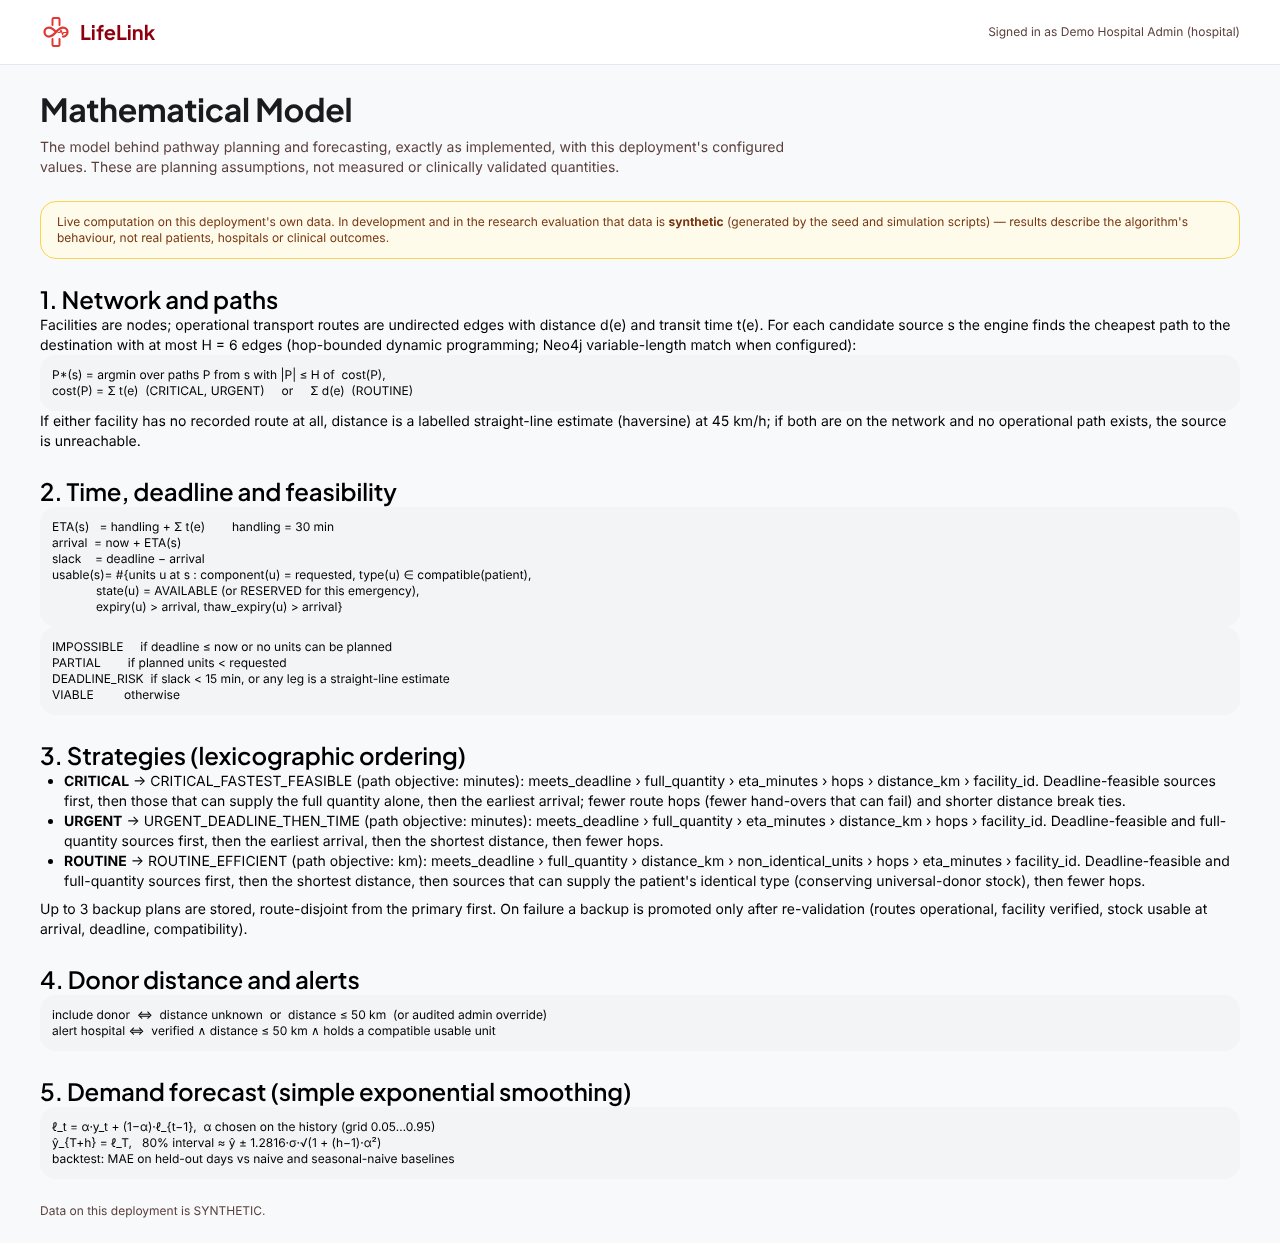 LifeLink
Signed in as Demo Hospital Admin (hospital)
Mathematical Model
The model behind pathway planning and forecasting, exactly as implemented, with this deployment's configured
values. These are planning assumptions, not measured or clinically validated quantities.
Live computation on this deployment's own data. In development and in the research evaluation that data is synthetic (generated by the seed and simulation scripts) — results describe the algorithm's
behaviour, not real patients, hospitals or clinical outcomes.
1. Network and paths
Facilities are nodes; operational transport routes are undirected edges with distance d(e) and transit time t(e). For each candidate source s the engine finds the cheapest path to the
destination with at most H = 6 edges (hop-bounded dynamic programming; Neo4j variable-length match when configured):
P*(s) = argmin over paths P from s with |P| ≤ H of  cost(P),
cost(P) = Σ t(e)  (CRITICAL, URGENT)     or     Σ d(e)  (ROUTINE)
If either facility has no recorded route at all, distance is a labelled straight-line estimate (haversine) at 45 km/h; if both are on the network and no operational path exists, the source
is unreachable.
2. Time, deadline and feasibility
ETA(s)   = handling + Σ t(e)        handling = 30 min
arrival  = now + ETA(s)
slack    = deadline − arrival
usable(s)= #{units u at s : component(u) = requested, type(u) ∈ compatible(patient),
state(u) = AVAILABLE (or RESERVED for this emergency),
expiry(u) > arrival, thaw_expiry(u) > arrival}
IMPOSSIBLE     if deadline ≤ now or no units can be planned
PARTIAL        if planned units < requested
DEADLINE_RISK  if slack < 15 min, or any leg is a straight-line estimate
VIABLE         otherwise
3. Strategies (lexicographic ordering)
• CRITICAL → CRITICAL_FASTEST_FEASIBLE (path objective: minutes): meets_deadline › full_quantity › eta_minutes › hops › distance_km › facility_id. Deadline-feasible sources
first, then those that can supply the full quantity alone, then the earliest arrival; fewer route hops (fewer hand-overs that can fail) and shorter distance break ties.
• URGENT → URGENT_DEADLINE_THEN_TIME (path objective: minutes): meets_deadline › full_quantity › eta_minutes › distance_km › hops › facility_id. Deadline-feasible and full-
quantity sources first, then the earliest arrival, then the shortest distance, then fewer hops.
• ROUTINE → ROUTINE_EFFICIENT (path objective: km): meets_deadline › full_quantity › distance_km › non_identical_units › hops › eta_minutes › facility_id. Deadline-feasible and
full-quantity sources first, then the shortest distance, then sources that can supply the patient's identical type (conserving universal-donor stock), then fewer hops.
Up to 3 backup plans are stored, route-disjoint from the primary first. On failure a backup is promoted only after re-validation (routes operational, facility verified, stock usable at
arrival, deadline, compatibility).
4. Donor distance and alerts
include donor  ⇔  distance unknown  or  distance ≤ 50 km  (or audited admin override)
alert hospital ⇔  verified ∧ distance ≤ 50 km ∧ holds a compatible usable unit
5. Demand forecast (simple exponential smoothing)
ℓ_t = α·y_t + (1−α)·ℓ_{t−1},  α chosen on the history (grid 0.05…0.95)
ŷ_{T+h} = ℓ_T,   80% interval ≈ ŷ ± 1.2816·σ·√(1 + (h−1)·α²)
backtest: MAE on held-out days vs naive and seasonal-naive baselines
Data on this deployment is SYNTHETIC.